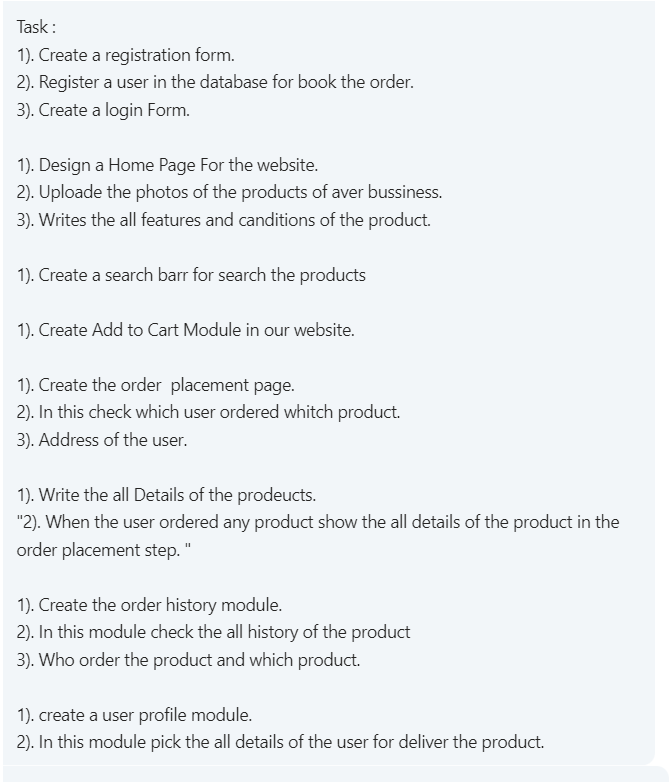 Task :
1). Create a registration form.
2). Register a user in the database for book the order.
3). Create a login Form.
1). Design a Home Page For the website.
2). Uploade the photos of the products of aver bussiness.
3). Writes the all features and canditions of the product.
1). Create a search barr for search the products
1). Create Add to Cart Module in our website.
1). Create the order  placement page.
2). In this check which user ordered whitch product.
3). Address of the user.
1). Write the all Details of the prodeucts.
"2). When the user ordered any product show the all details of the product in the
order placement step. "
1). Create the order history module.
2). In this module check the all history of the product
3). Who order the product and which product.
1). create a user profile module.
2). In this module pick the all details of the user for deliver the product.